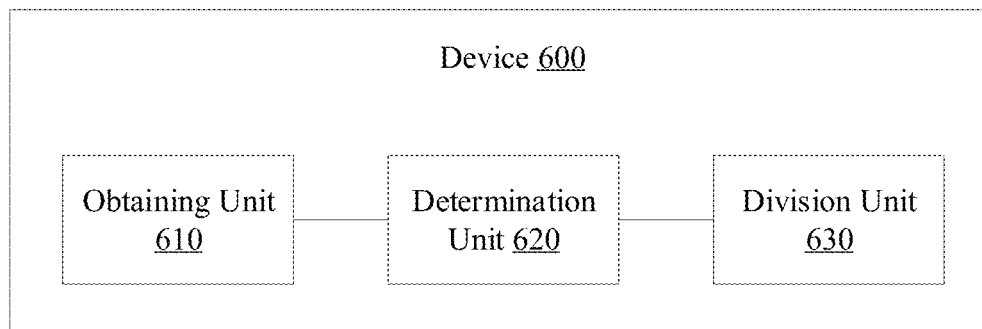 Device 600
Obtaining Unit
610
Determination
Unit 620
Division Unit
630